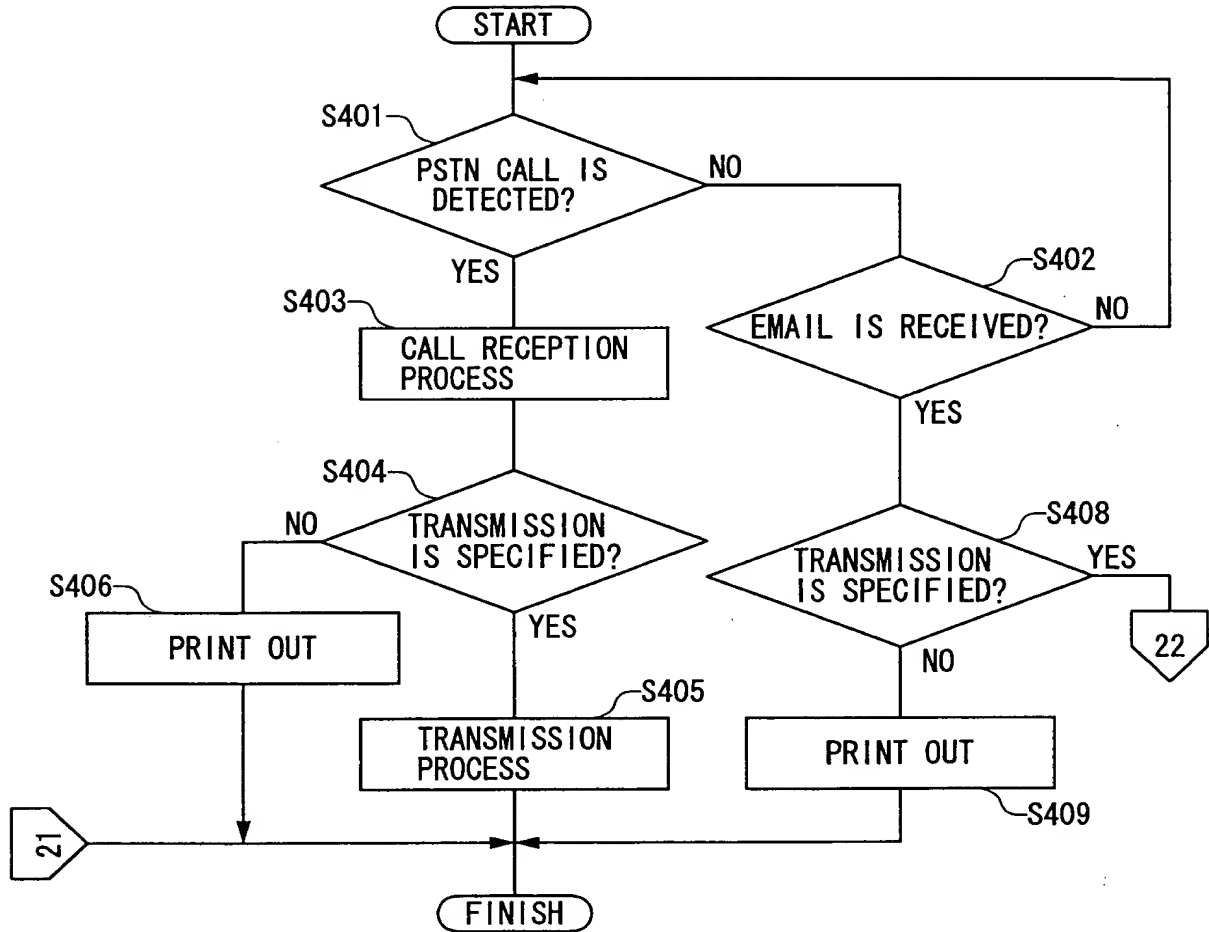 START
S401
PSTN CALL IS
DETECTED?
NO
YES
S402
EMAIL IS RECEIVED?
NO
YES
S403
CALL RECEPTION
PROCESS
S404
TRANSMISSION
IS SPECIFIED?
NO
YES
S408
TRANSMISSION
IS SPECIFIED?
YES
NO
22
S406
PRINT OUT
S405
TRANSMISSION
PROCESS
PRINT OUT
S409
21
FINISH